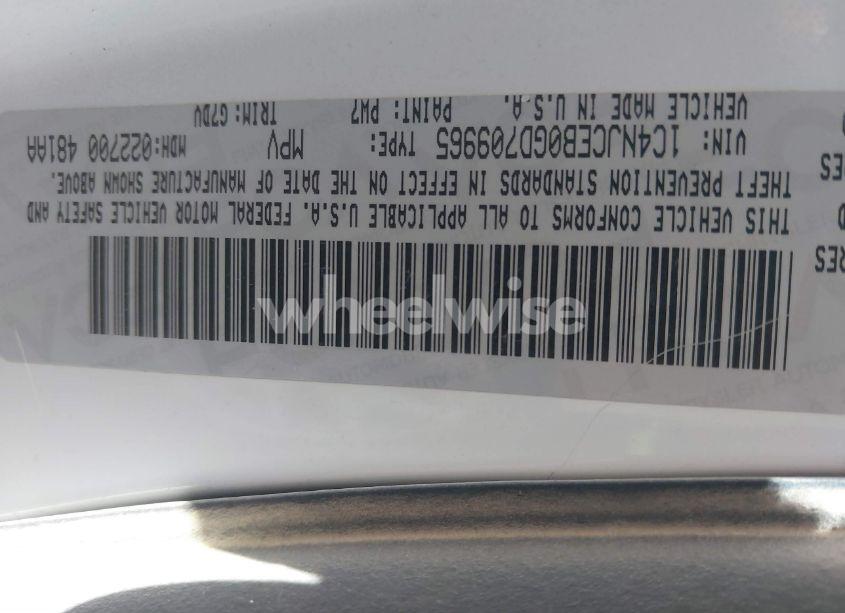 THIS VEHICLE CONFORMS TO ALL APPLICABLE U.S.A. FEDERAL MOTOR VEHICLE SAFETY AND
THEFT PREVENTION STANDARDS IN EFFECT ON THE DATE OF MANUFACTURE SHOWN ABOVE.
VIN: 1C4NJCEB0GD709965 TYPE: MPV MDH:022700 481AA
VEHICLE MADE IN U.S.A. PAINT: PW7 TRIM: G7DV
wheelwise